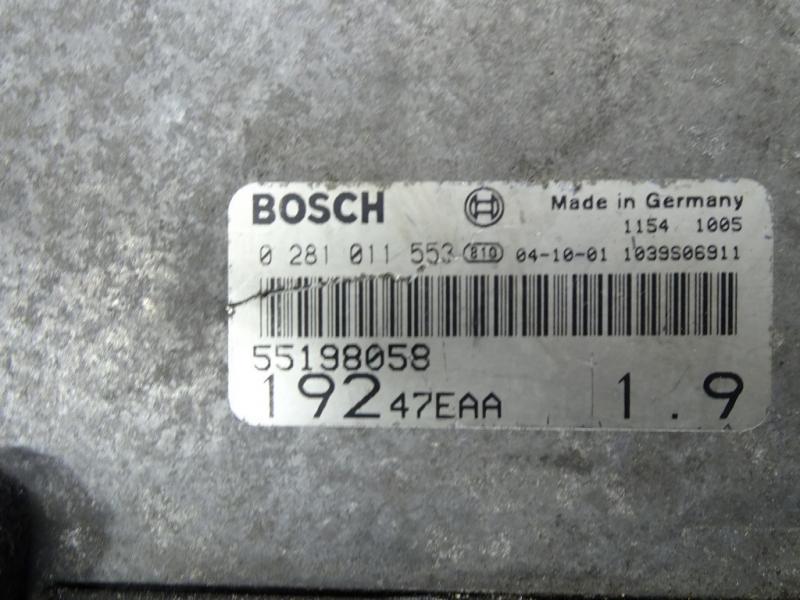 BOSCH Made in Germany
1154 1005
0 281 011 553 810 04-10-01 1039S06911
55198058
192 47EAA 1.9